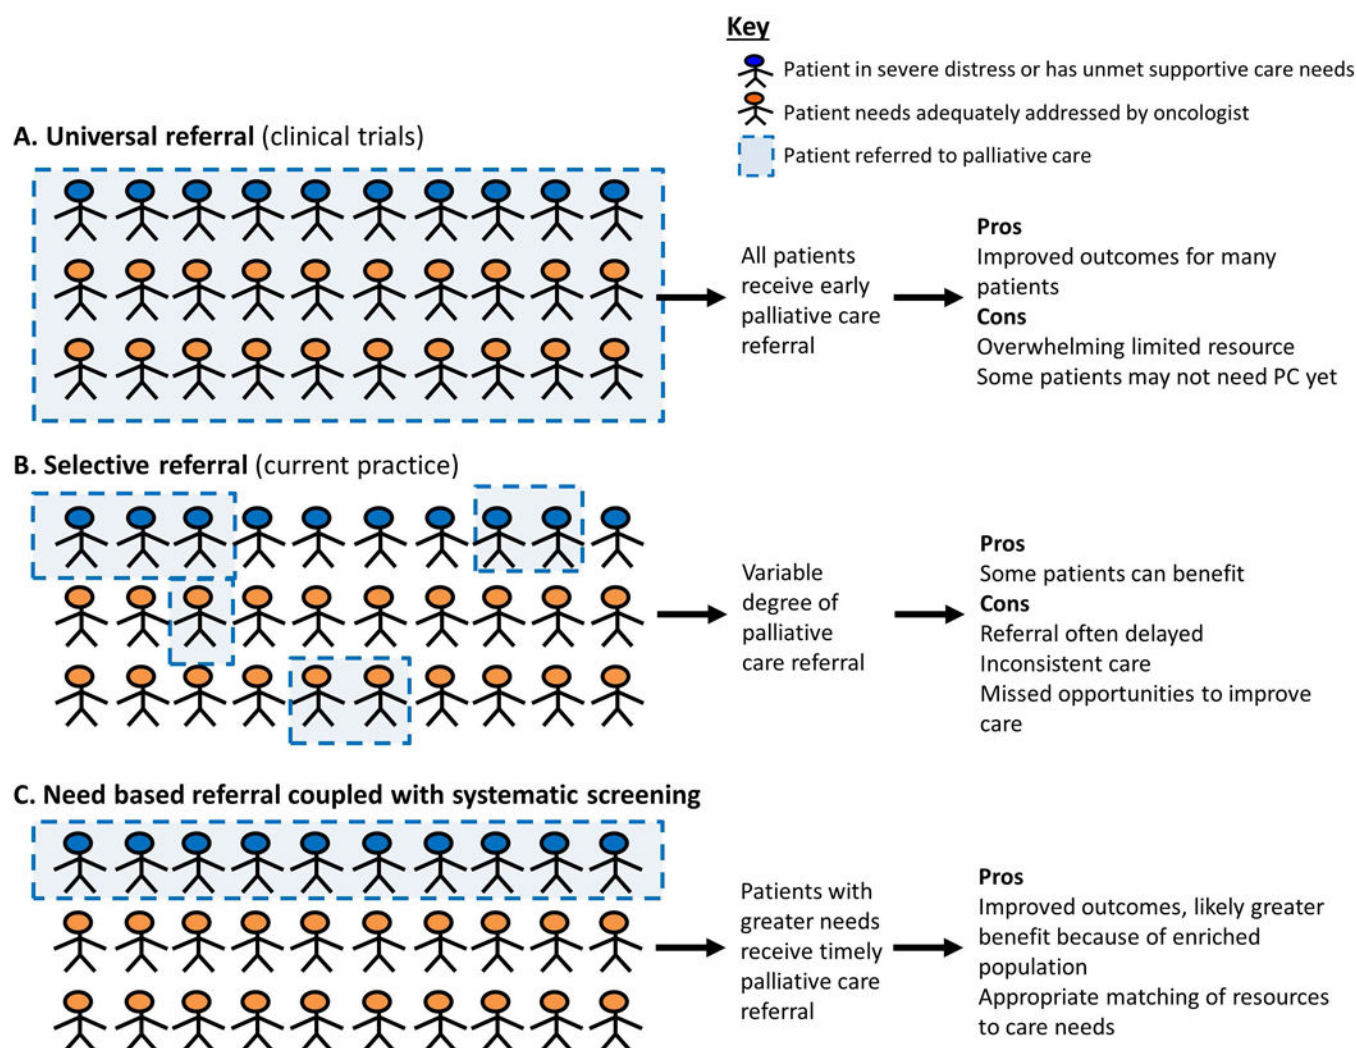 Key
Patient in severe distress or has unmet supportive care needs
Patient needs adequately addressed by oncologist
Patient referred to palliative care
A. Universal referral (clinical trials)
All patients
receive early
palliative care
referral
Pros
Improved outcomes for many
patients
Cons
Overwhelming limited resource
Some patients may not need PC yet
B. Selective referral (current practice)
Variable
degree of
palliative
care referral
Pros
Some patients can benefit
Cons
Referral often delayed
Inconsistent care
Missed opportunities to improve
care
C. Need based referral coupled with systematic screening
Patients with
greater needs
receive timely
palliative care
referral
Pros
Improved outcomes, likely greater
benefit because of enriched
population
Appropriate matching of resources
to care needs